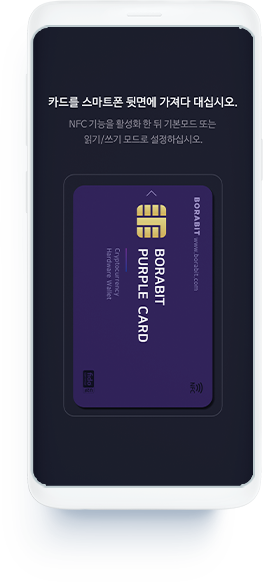 카드를 스마트폰 뒷면에 가져다 대십시오.
NFC 기능을 활성화 한 뒤 기본모드 또는
읽기/쓰기 모드로 설정하십시오.
BORABIT www.borabit.com
BORABIT
PURPLE CARD
Cryptocurrency
Hardware Wallet